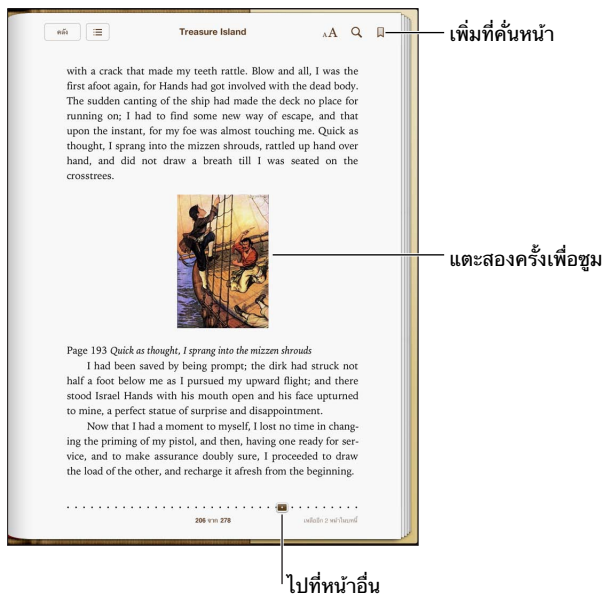 คลัง
Treasure Island
AA
เพิ่มที่คั่นหน้า
with a crack that made my teeth rattle. Blow and all, I was the
first afoot again, for Hands had got involved with the dead body.
The sudden canting of the ship had made the deck no place for
running on; I had to find some new way of escape, and that
upon the instant, for my foe was almost touching me. Quick as
thought, I sprang into the mizzen shrouds, rattled up hand over
hand, and did not draw a breath till I was seated on the
crosstrees.
แตะสองครั้งเพื่อซูม
Page 193 Quick as thought, I sprang into the mizzen shrouds
I had been saved by being prompt; the dirk had struck not
half a foot below me as I pursued my upward flight; and there
stood Israel Hands with his mouth open and his face upturned
to mine, a perfect statue of surprise and disappointment.
Now that I had a moment to myself, I lost no time in chang-
ing the priming of my pistol, and then, having one ready for ser-
vice, and to make assurance doubly sure, I proceeded to draw
the load of the other, and recharge it afresh from the beginning.
206 จาก 278
เหลืออีก 2 หน้าในบทนี้
ไปที่หน้าอื่น